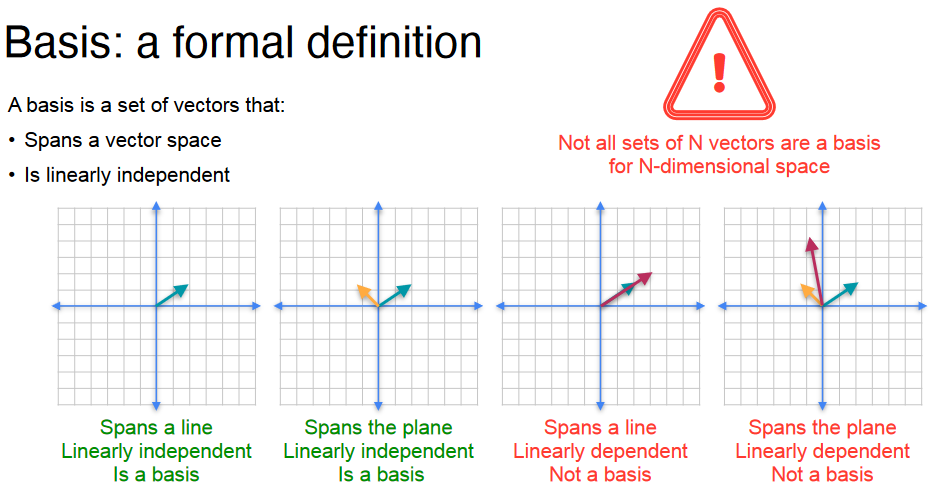 Basis: a formal definition
!
A basis is a set of vectors that:
• Spans a vector space
• Is linearly independent
Not all sets of N vectors are a basis
for N-dimensional space
Spans a line
Linearly independent
Is a basis
Spans the plane
Linearly independent
Is a basis
Spans a line
Linearly dependent
Not a basis
Spans the plane
Linearly dependent
Not a basis